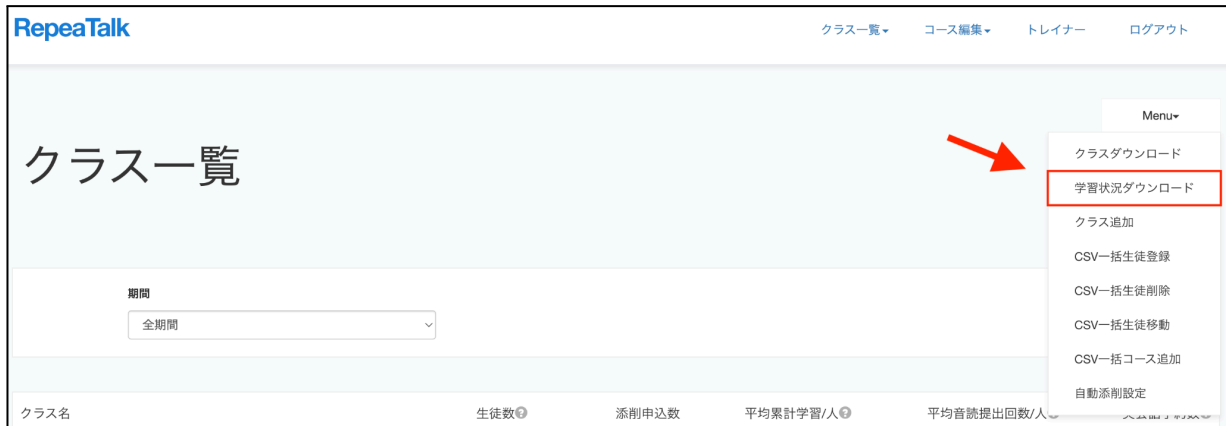 RepeaTalk
クラス一覧 コース編集 トレイナー ログアウト
Menu
クラス一覧
クラスダウンロード
学習状況ダウンロード
クラス追加
CSV一括生徒登録
CSV一括生徒削除
CSV一括生徒移動
CSV一括コース追加
自動添削設定
期間
全期間
クラス名 生徒数 添削申込数 平均累計学習/人 平均音読提出回数/人